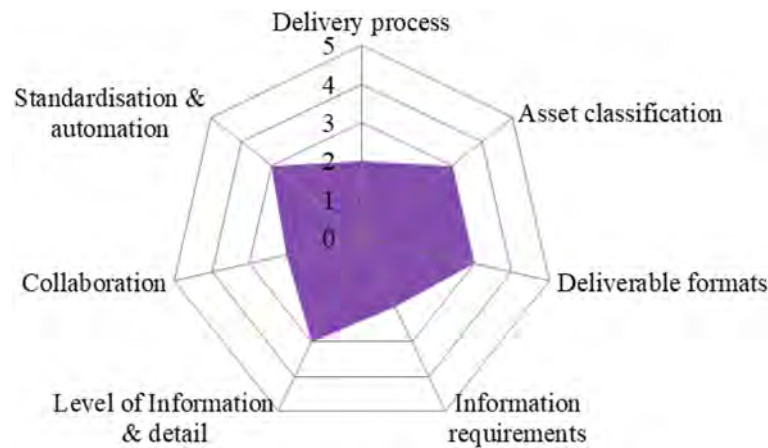 Delivery process
5
4
3
2
1
0
Standardisation &
automation
Asset classification
Collaboration
Deliverable formats
Level of Information
& detail
Information
requirements